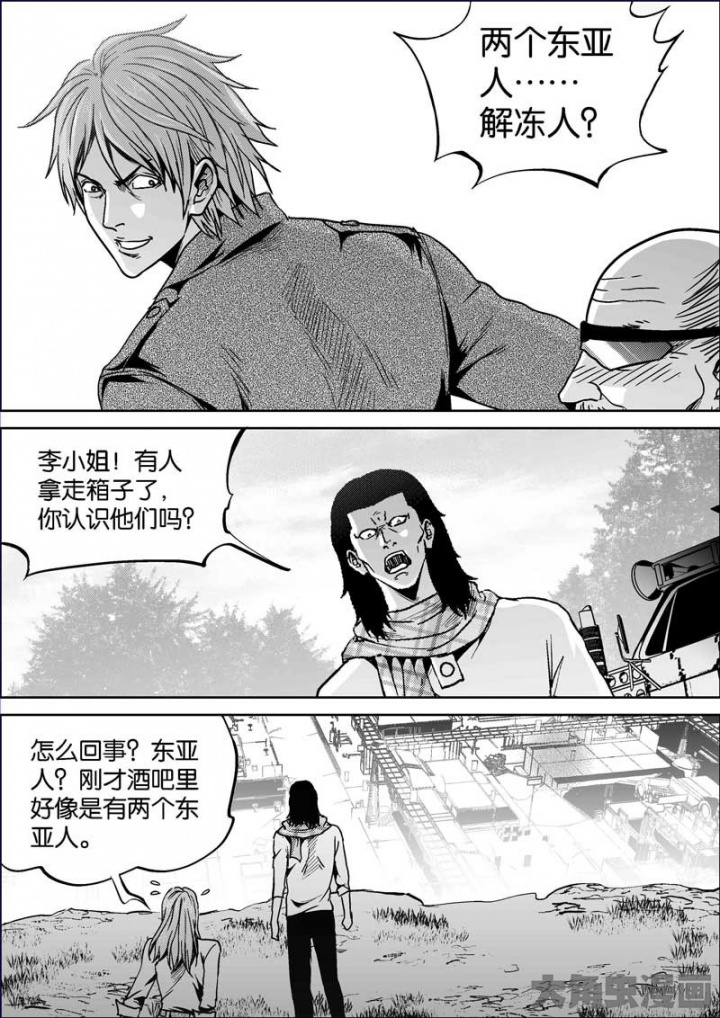 两个东亚
人……
解冻人？
李小姐！有人
拿走箱子了，
你认识他们吗？
怎么回事？东亚
人？刚才酒吧里
好像是有两个东
亚人。
大角虫漫画